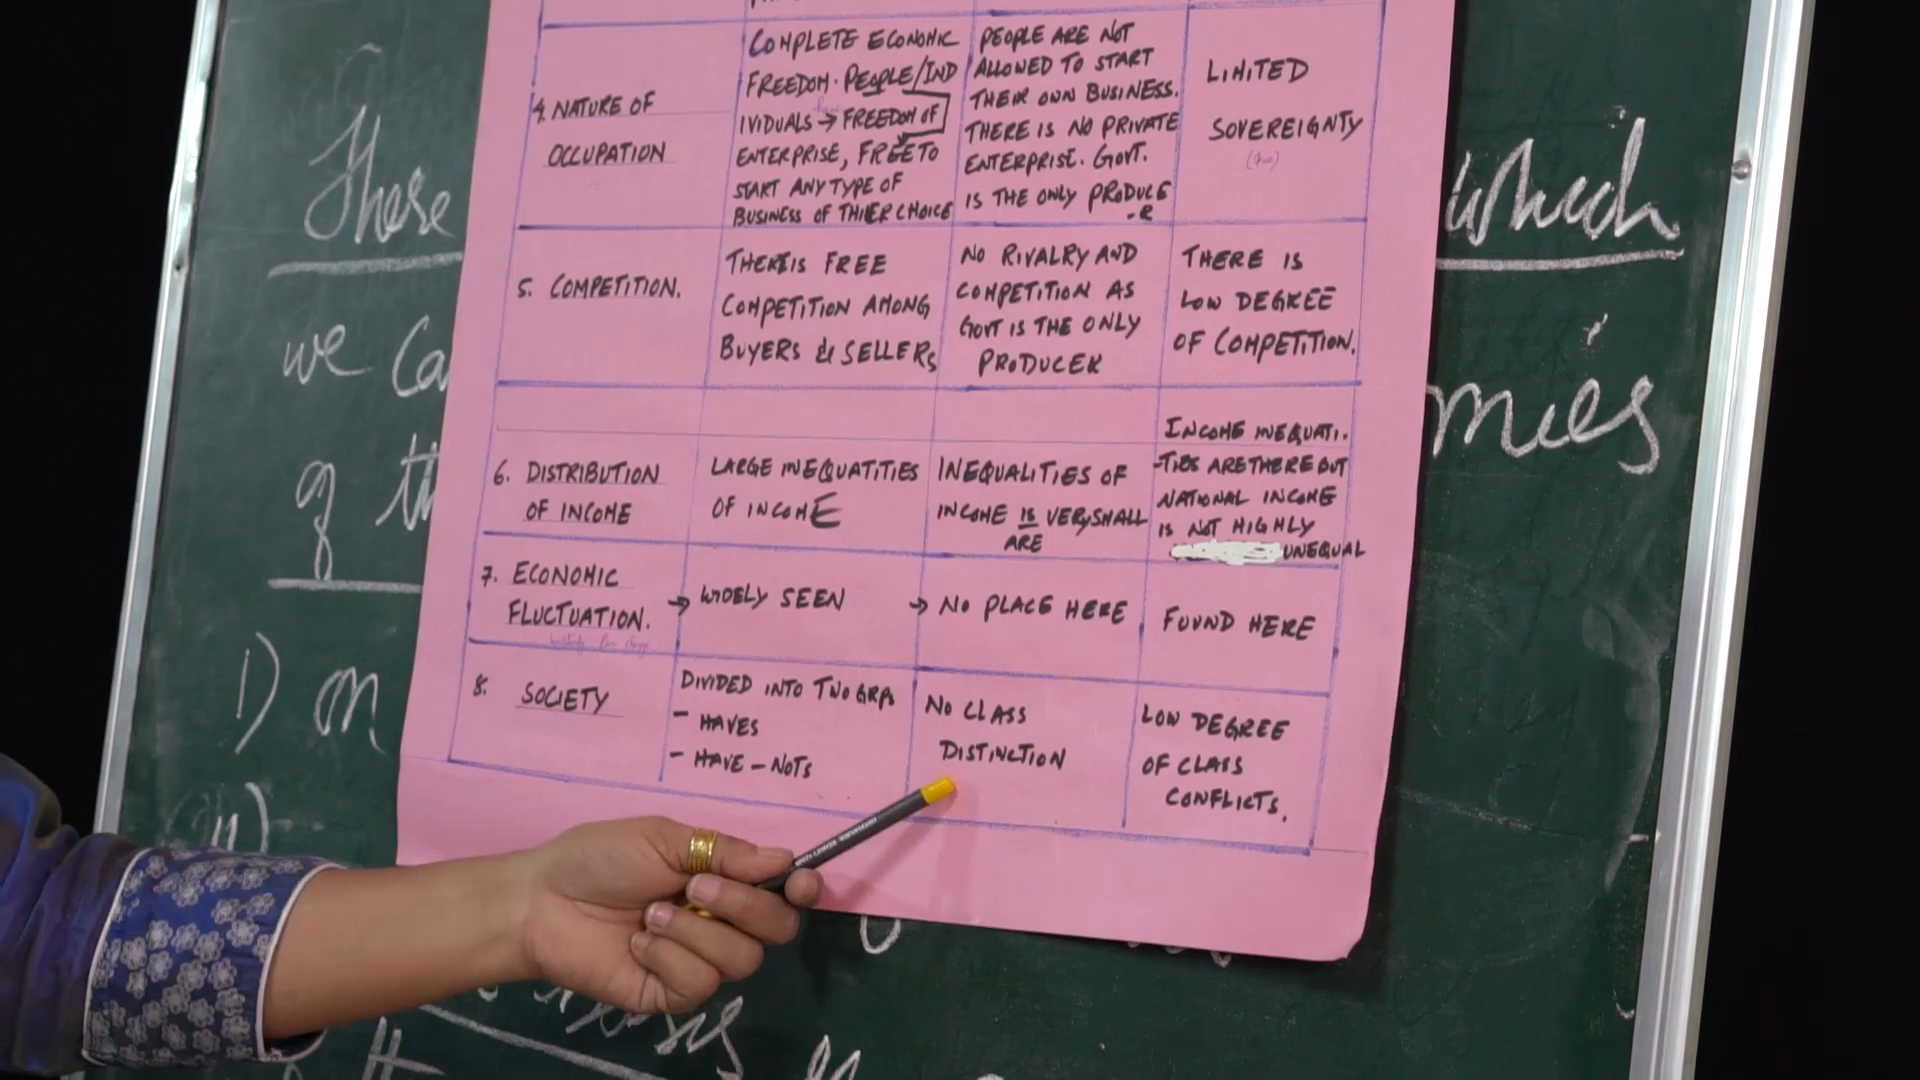 These
which
we Ca
mies
of th
1) on
4. NATURE OF
OCCUPATION
COMPLETE ECONOMIC
FREEDOM. PEOPLE/IND
IVIDUALS → FREEDOM OF
ENTERPRISE, FREE TO
START ANY TYPE OF
BUSINESS OF THIER CHOICE
PEOPLE ARE NOT
ALLOWED TO START
THEIR OWN BUSINESS.
THERE IS NO PRIVATE
ENTERPRISE. GOVT.
IS THE ONLY PRODUCE
-R
LIMITED
SOVEREIGNTY
5. COMPETITION.
THERE IS FREE
COMPETITION AMONG
BUYERS & SELLERS
NO RIVALRY AND
COMPETITION AS
GOVT IS THE ONLY
PRODUCER
THERE IS
LOW DEGREE
OF COMPETITION.
6. DISTRIBUTION
OF INCOME
LARGE INEQUATITIES
OF INCOME
INEQUALITIES OF
INCOME IS VERY SMALL
ARE
INCOME INEQUATI.
-TIES ARE THERE BUT
NATIONAL INCOME
IS NOT HIGHLY
UNEQUAL
7. ECONOMIC
FLUCTUATION.
→ WIDELY SEEN
→ NO PLACE HERE
FOUND HERE
8. SOCIETY
DIVIDED INTO TWO GRPS
- HAVES
- HAVE-NOTS
NO CLASS
DISTINCTION
LOW DEGREE
OF CLASS
CONFLICTS.